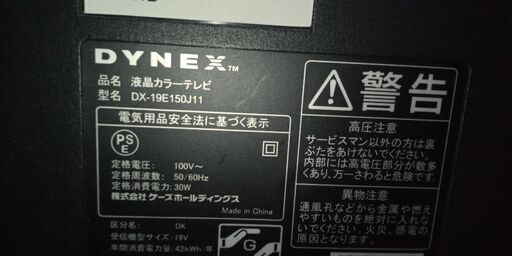 DYNEX™
品名 液晶カラーテレビ
型名 DX-19E150J11
電気用品安全法に基づく表示
PS
E
定格電圧: 100V～
定格周波数: 50/60Hz
定格消費電力: 30W
株式会社ケーズホールディングス
Made in China
区分名: DK
受信機型サイズ: 19V
年間消費電力量: 42kWh/年
G
警告
高圧注意
サービスマン以外の方は裏
ぶたをあけないでください。
内部には高電圧部分が数多
くあり、万一さわると危険です
異物注意
通風孔などから金属や燃え
やすいものを絶対に入れな
いでください。火災、感電の
原因となります。